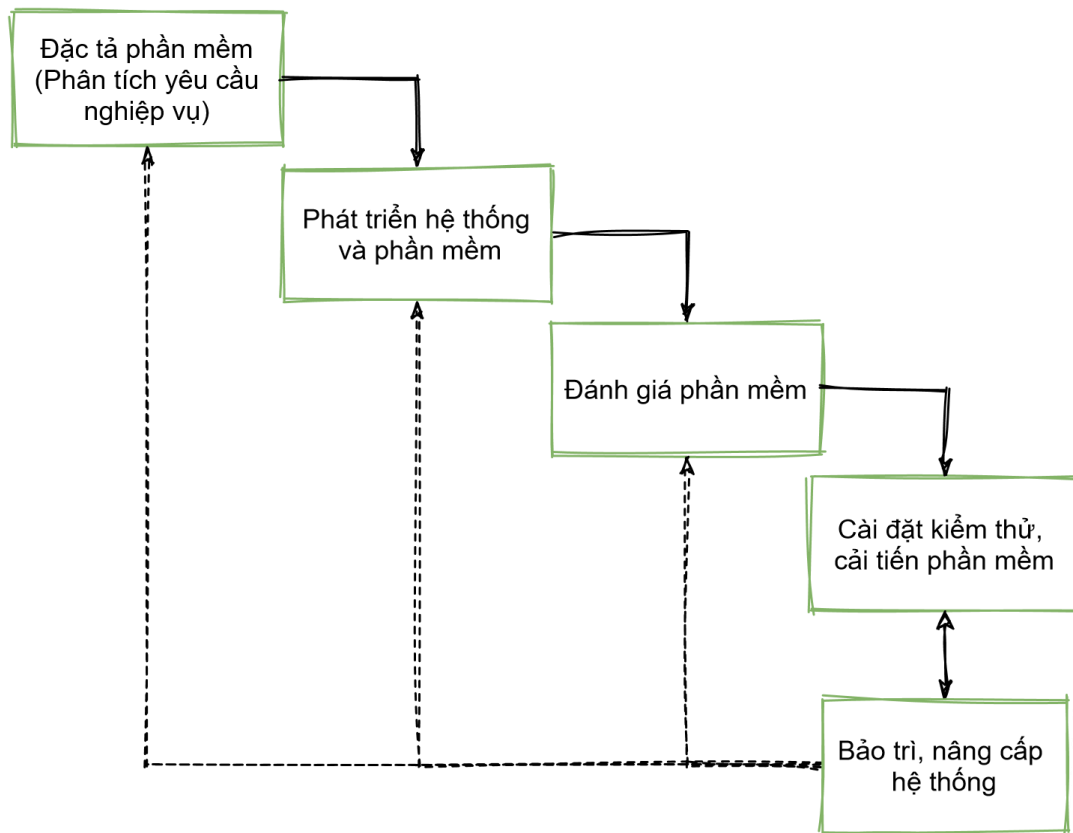 Đặc tả phần mềm
(Phân tích yêu cầu
nghiệp vụ)
Phát triển hệ thống
và phần mềm
Đánh giá phần mềm
Cài đặt kiểm thử,
cải tiến phần mềm
Bảo trì, nâng cấp
hệ thống